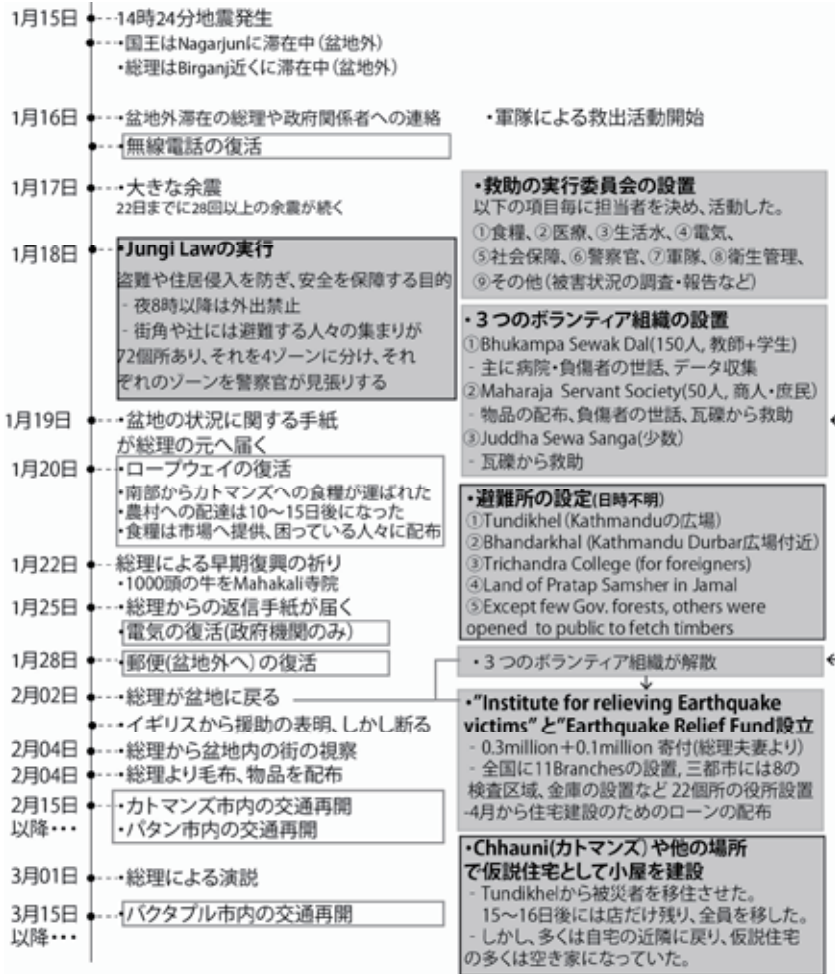 1月15日
14時24分地震発生
・国王はNagarjunに滞在中(盆地外)
・総理はBirganj近くに滞在中(盆地外)
1月16日
・盆地外滞在の総理や政府関係者への連絡
・軍隊による救出活動開始
・無線電話の復活
1月17日
・大きな余震
22日までに28回以上の余震が続く
1月18日
・Jungi Lawの実行
盗難や住居侵入を防ぎ、安全を保障する目的
- 夜8時以降は外出禁止
- 街角や辻には避難する人々の集まりが
72個所あり、それを4ゾーンに分け、それ
ぞれのゾーンを警察官が見張りする
1月19日
・盆地の状況に関する手紙
が総理の元へ届く
1月20日
・ロープウェイの復活
・南部からカトマンズへの食糧が運ばれた
・農村への配達は10〜15日後になった
・食糧は市場へ提供、困っている人々に配布
1月22日
総理による早期復興の祈り
・1000頭の牛をMahakali寺院
1月25日
・総理からの返信手紙が届く
・電気の復活(政府機関のみ)
1月28日
・郵便(盆地外へ)の復活
2月02日
・総理が盆地に戻る
・イギリスから援助の表明、しかし断る
2月04日
・総理から盆地内の街の視察
2月04日
・総理より毛布、物品を配布
2月15日
以降・・・
・カトマンズ市内の交通再開
・パタン市内の交通再開
3月01日
・総理による演説
3月15日
以降・・・
・バクタプル市内の交通再開
・救助の実行委員会の設置
以下の項目毎に担当者を決め、活動した。
①食糧、②医療、③生活水、④電気、
⑤社会保障、⑥警察官、⑦軍隊、⑧衛生管理、
⑨その他(被害状況の調査・報告など)
・3つのボランティア組織の設置
①Bhukampa Sewak Dal(150人, 教師+学生)
- 主に病院・負傷者の世話、データ収集
②Maharaja Servant Society(50人, 商人・庶民)
- 物品の配布、負傷者の世話、瓦礫から救助
③Juddha Sewa Sanga(少数)
- 瓦礫から救助
・避難所の設定(日時不明)
①Tundikhel(Kathmanduの広場)
②Bhandarkhal (Kathmandu Durbar広場付近)
③Trichandra College (for foreigners)
④Land of Pratap Samsher in Jamal
⑤Except few Gov. forests, others were
opened to public to fetch timbers
・3つのボランティア組織が解散
・"Institute for relieving Earthquake
victims" と"Earthquake Relief Fund設立
- 0.3million+0.1million 寄付(総理夫妻より)
- 全国に11Branchesの設置, 三都市には8の
検査区域、金庫の設置など 22個所の役所設置
-4月から住宅建設のためのローンの配布
・Chhauni(カトマンズ)や他の場所
で仮説住宅として小屋を建設
- Tundikhelから被災者を移住させた。
15〜16日後には店だけ残り、全員を移した。
- しかし、多くは自宅の近隣に戻り、仮説住宅
の多くは空き家になっていた。